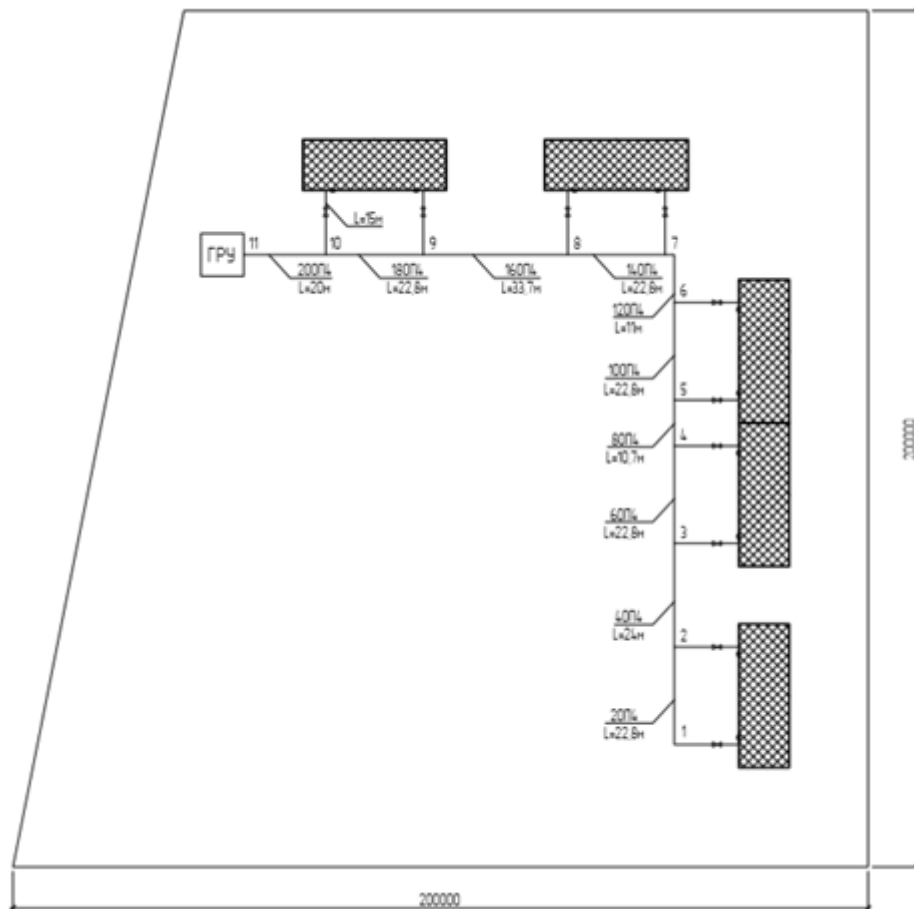 L=15м
ГРУ
11
10
9
8
7
200П4
L=20м
180П4
L=22,8м
160П4
L=33,7м
140П4
L=22,8м
6
120П4
L=11м
100П4
L=22,8м
5
80П4
L=10,7м
4
60П4
L=22,8м
3
40П4
L=24м
2
20П4
L=22,8м
1
200000
200000